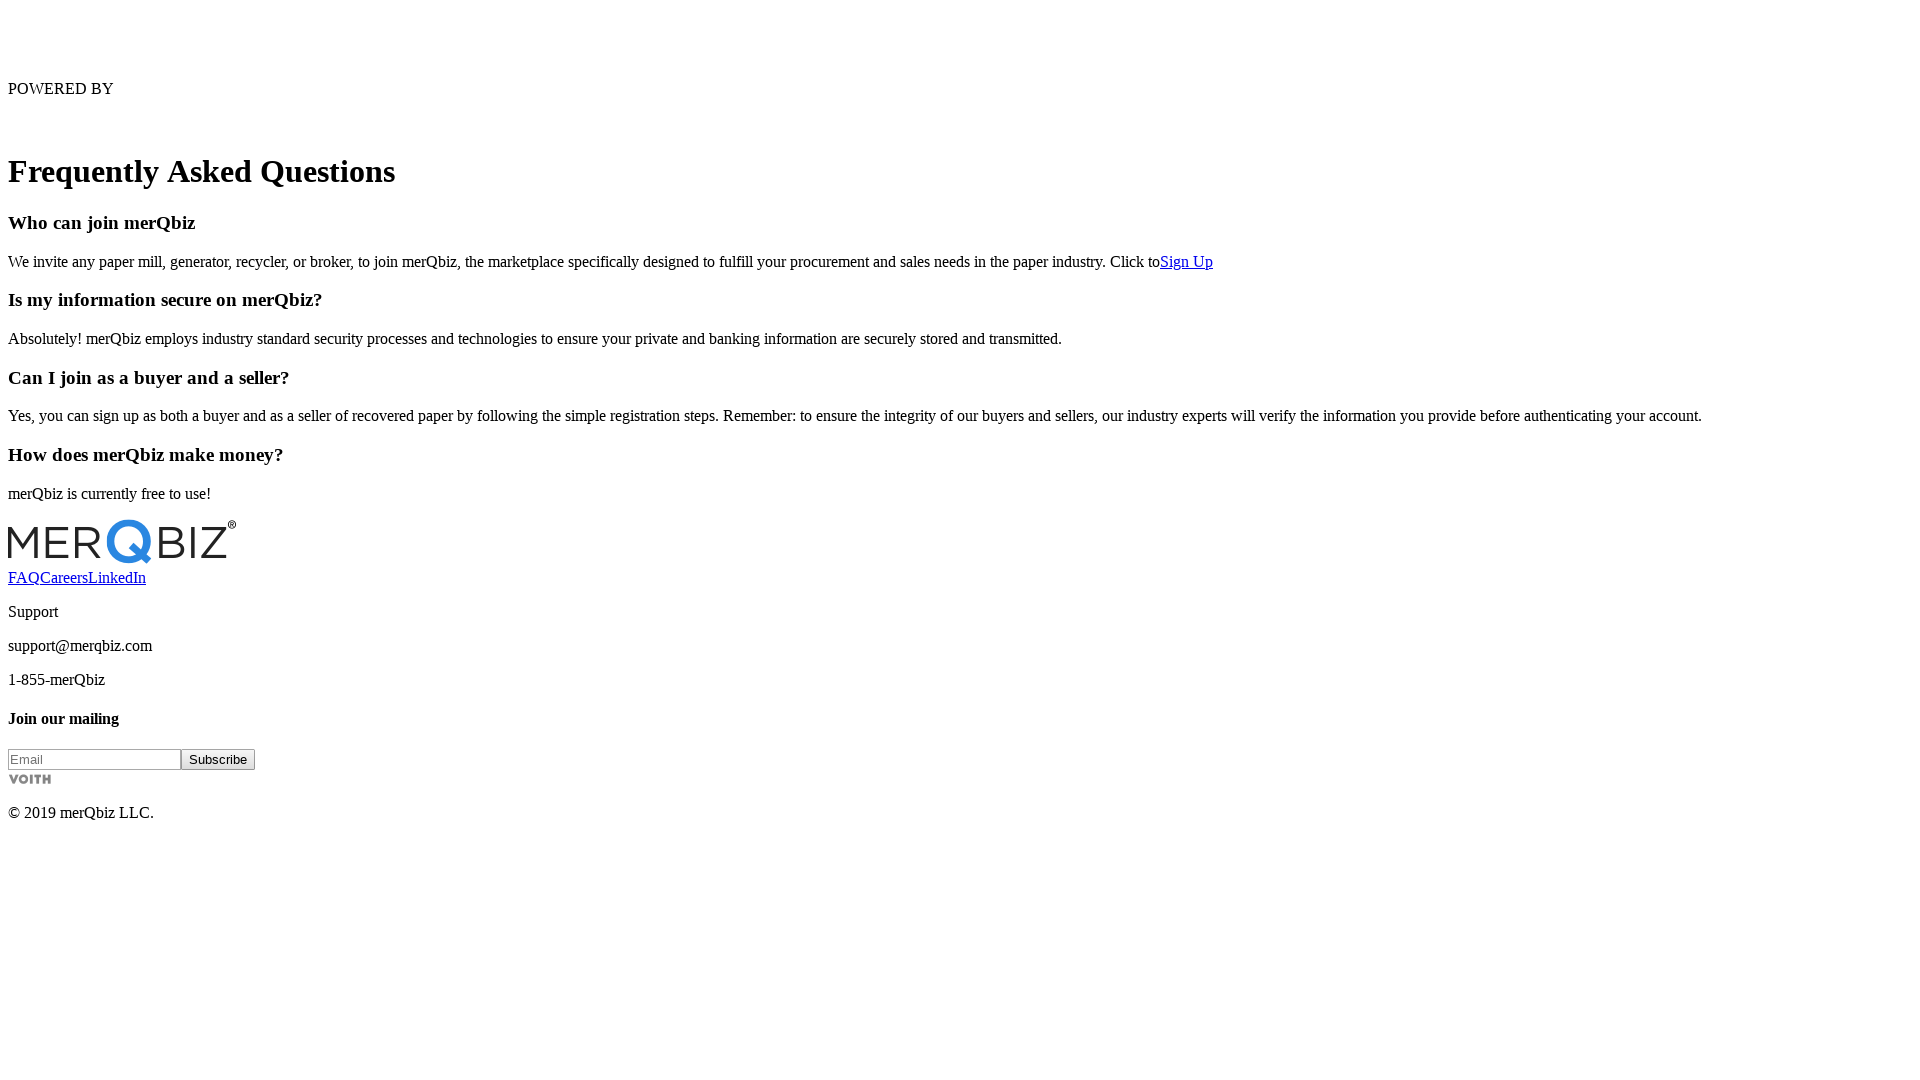 POWERED BY
Frequently Asked Questions
Who can join merQbiz
We invite any paper mill, generator, recycler, or broker, to join merQbiz, the marketplace specifically designed to fulfill your procurement and sales needs in the paper industry. Click toSign Up
Is my information secure on merQbiz?
Absolutely! merQbiz employs industry standard security processes and technologies to ensure your private and banking information are securely stored and transmitted.
Can I join as a buyer and a seller?
Yes, you can sign up as both a buyer and as a seller of recovered paper by following the simple registration steps. Remember: to ensure the integrity of our buyers and sellers, our industry experts will verify the information you provide before authenticating your account.
How does merQbiz make money?
merQbiz is currently free to use!
MERQBIZ®
FAQCareersLinkedIn
Support
support@merqbiz.com
1-855-merQbiz
Join our mailing
Email Subscribe
VOITH
© 2019 merQbiz LLC.